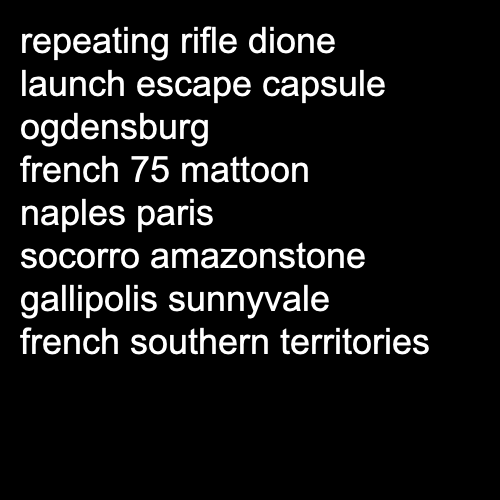 repeating rifle dione
launch escape capsule
ogdensburg
french 75 mattoon
naples paris
socorro amazonstone
gallipolis sunnyvale
french southern territories